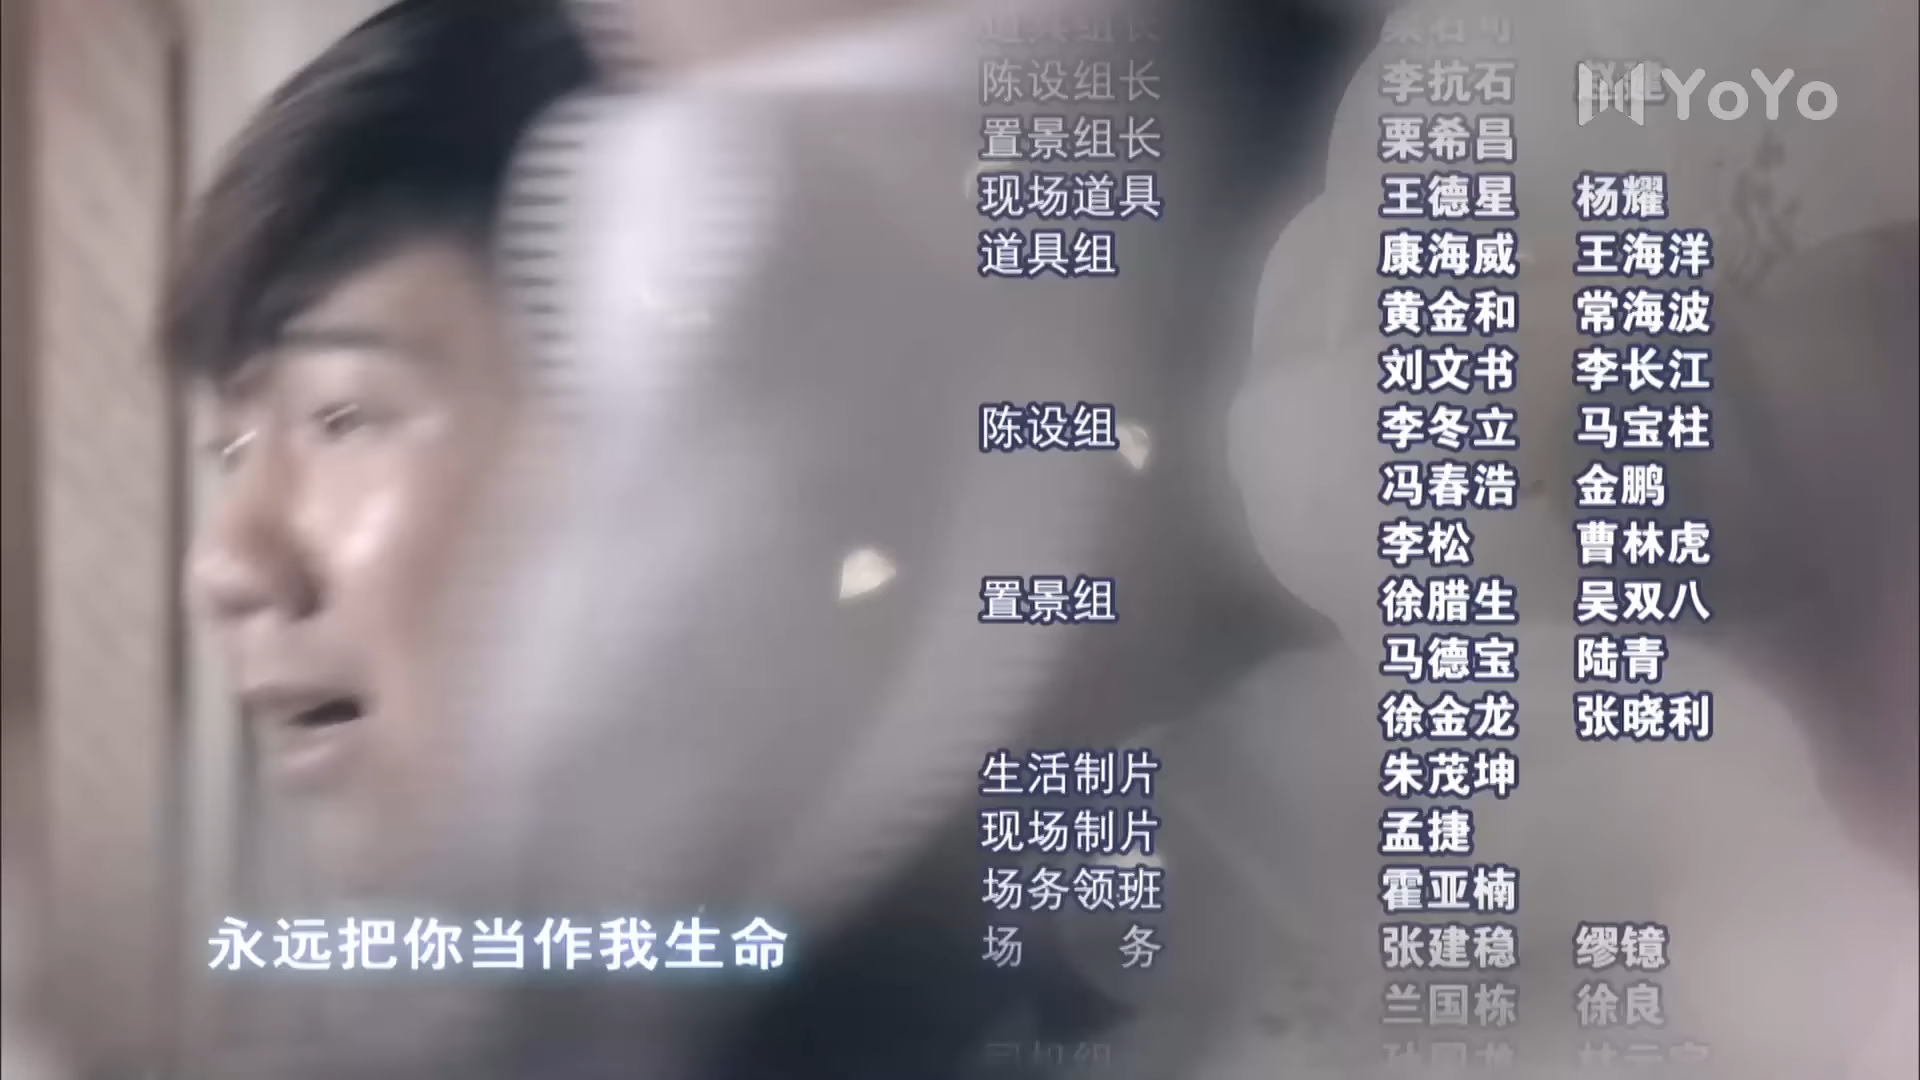 陈设组长 李抗石 赵建
YoYo
置景组长 栗希昌
现场道具 王德星 杨耀
道具组 康海威 王海洋
黄金和 常海波
刘文书 李长江
陈设组 李冬立 马宝柱
冯春浩 金鹏
李松 曹林虎
置景组 徐腊生 吴双八
马德宝 陆青
徐金龙 张晓利
生活制片 朱茂坤
现场制片 孟捷
场务领班 霍亚楠
场务 张建稳 缪镱
兰国栋 徐良
永远把你当作我生命